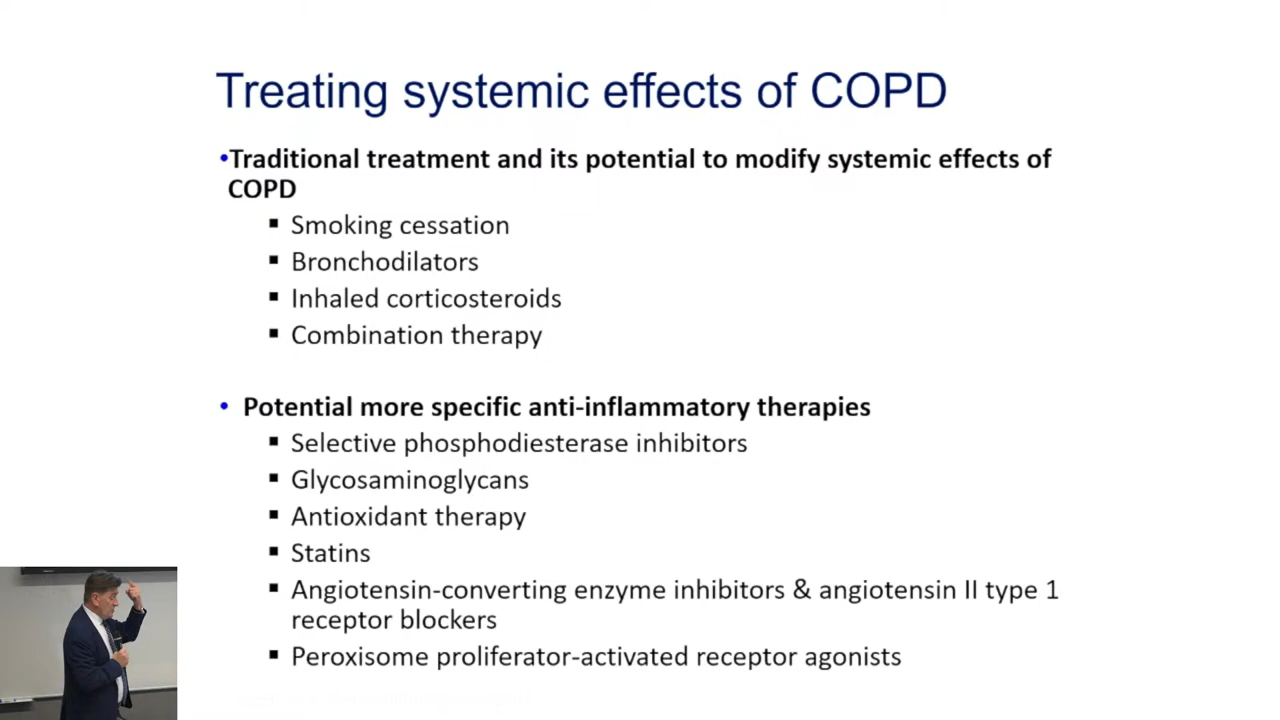 Treating systemic effects of COPD
•Traditional treatment and its potential to modify systemic effects of
COPD
▪ Smoking cessation
▪ Bronchodilators
▪ Inhaled corticosteroids
▪ Combination therapy
• Potential more specific anti-inflammatory therapies
▪ Selective phosphodiesterase inhibitors
▪ Glycosaminoglycans
▪ Antioxidant therapy
▪ Statins
▪ Angiotensin-converting enzyme inhibitors & angiotensin II type 1
receptor blockers
▪ Peroxisome proliferator-activated receptor agonists